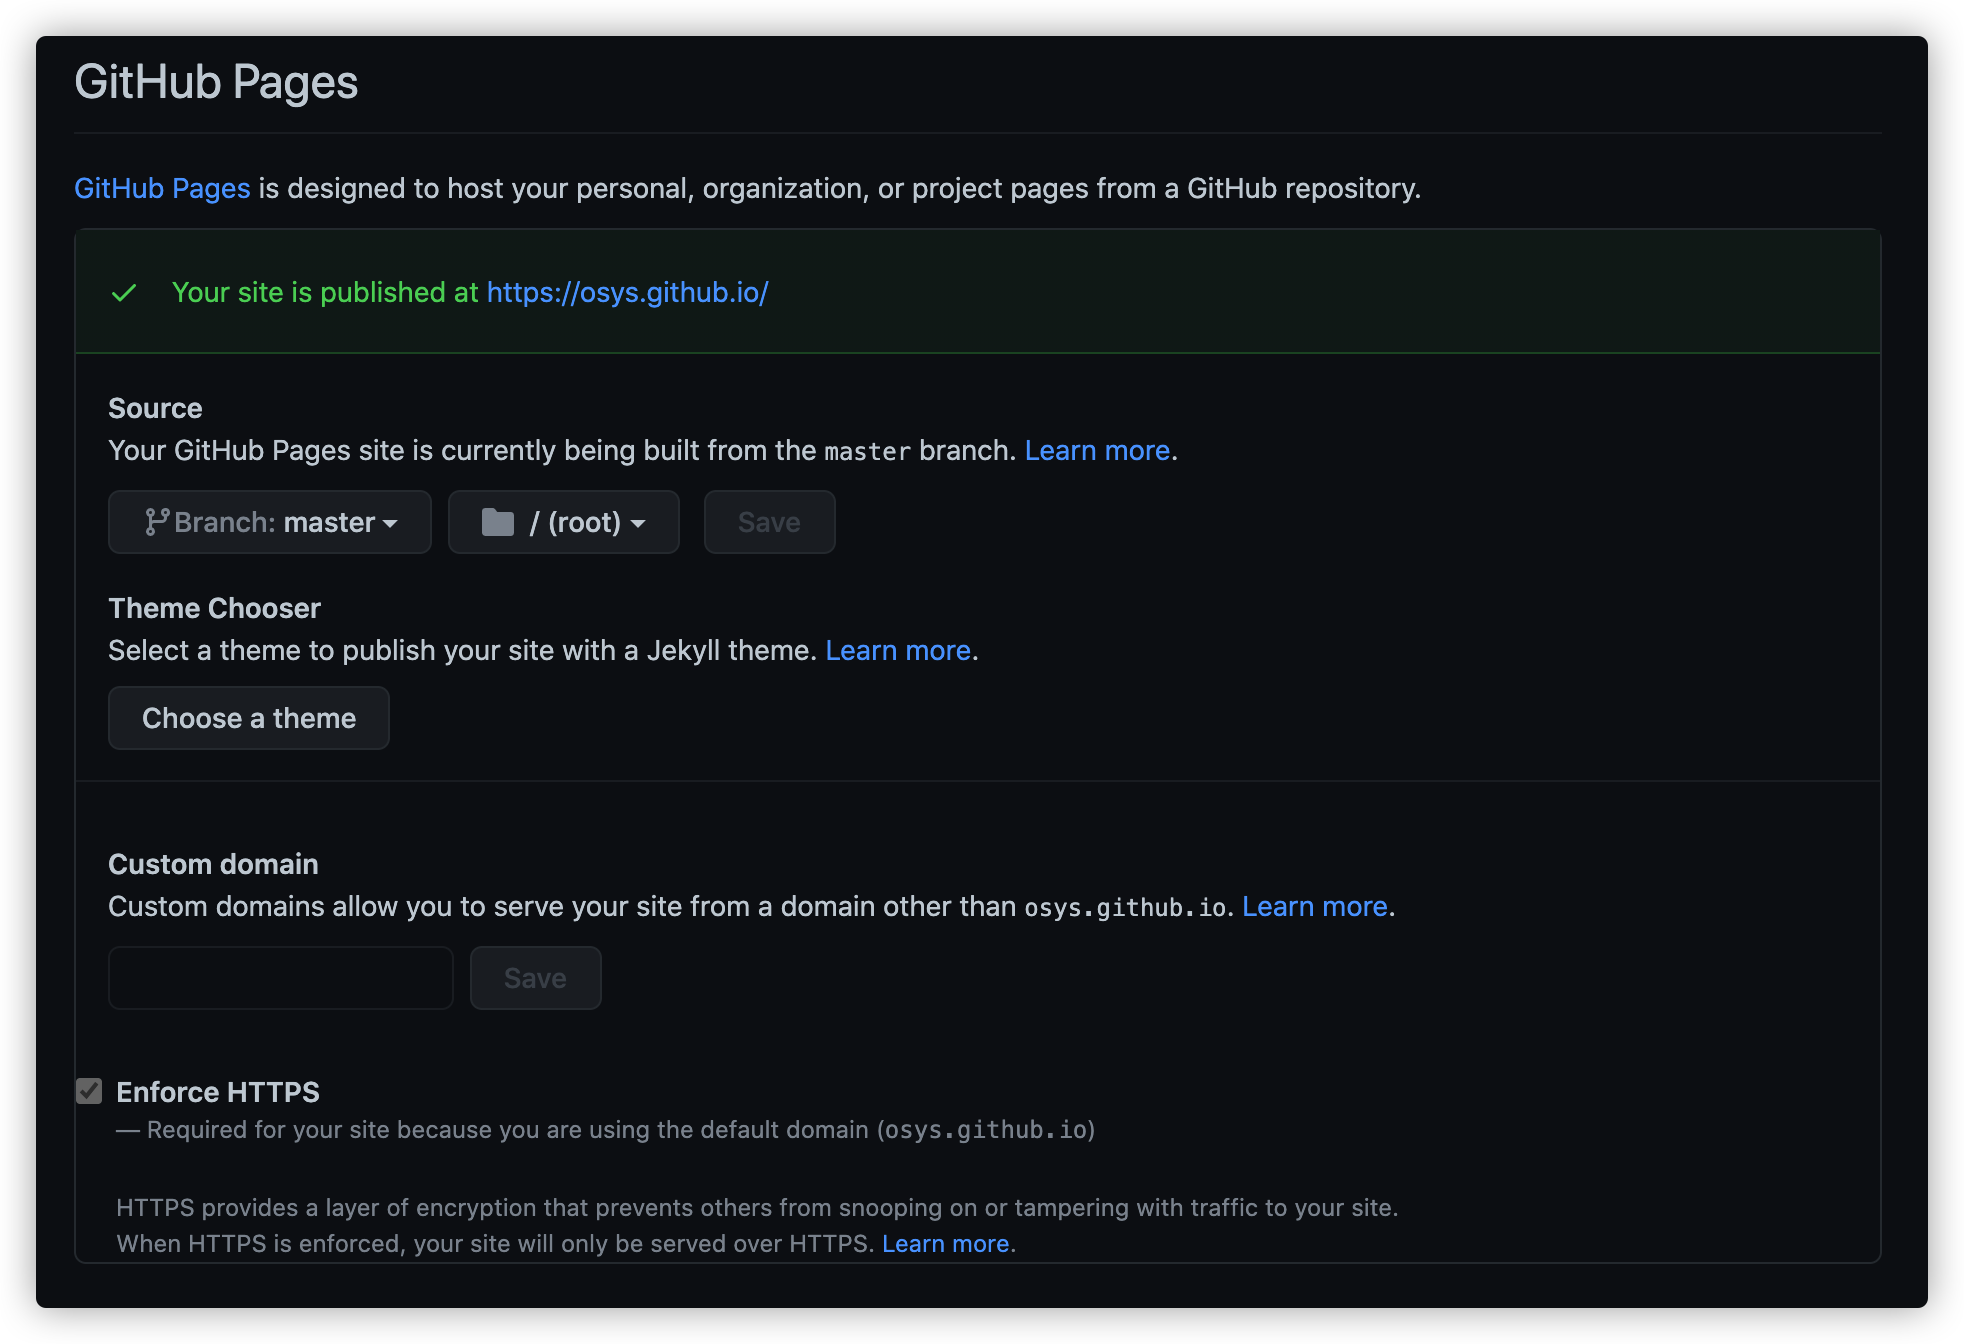 GitHub Pages
GitHub Pages is designed to host your personal, organization, or project pages from a GitHub repository.
Your site is published at https://osys.github.io/
Source
Your GitHub Pages site is currently being built from the master branch. Learn more.
Branch: master / (root) Save
Theme Chooser
Select a theme to publish your site with a Jekyll theme. Learn more.
Choose a theme
Custom domain
Custom domains allow you to serve your site from a domain other than osys.github.io. Learn more.
Save
Enforce HTTPS
— Required for your site because you are using the default domain (osys.github.io)
HTTPS provides a layer of encryption that prevents others from snooping on or tampering with traffic to your site.
When HTTPS is enforced, your site will only be served over HTTPS. Learn more.